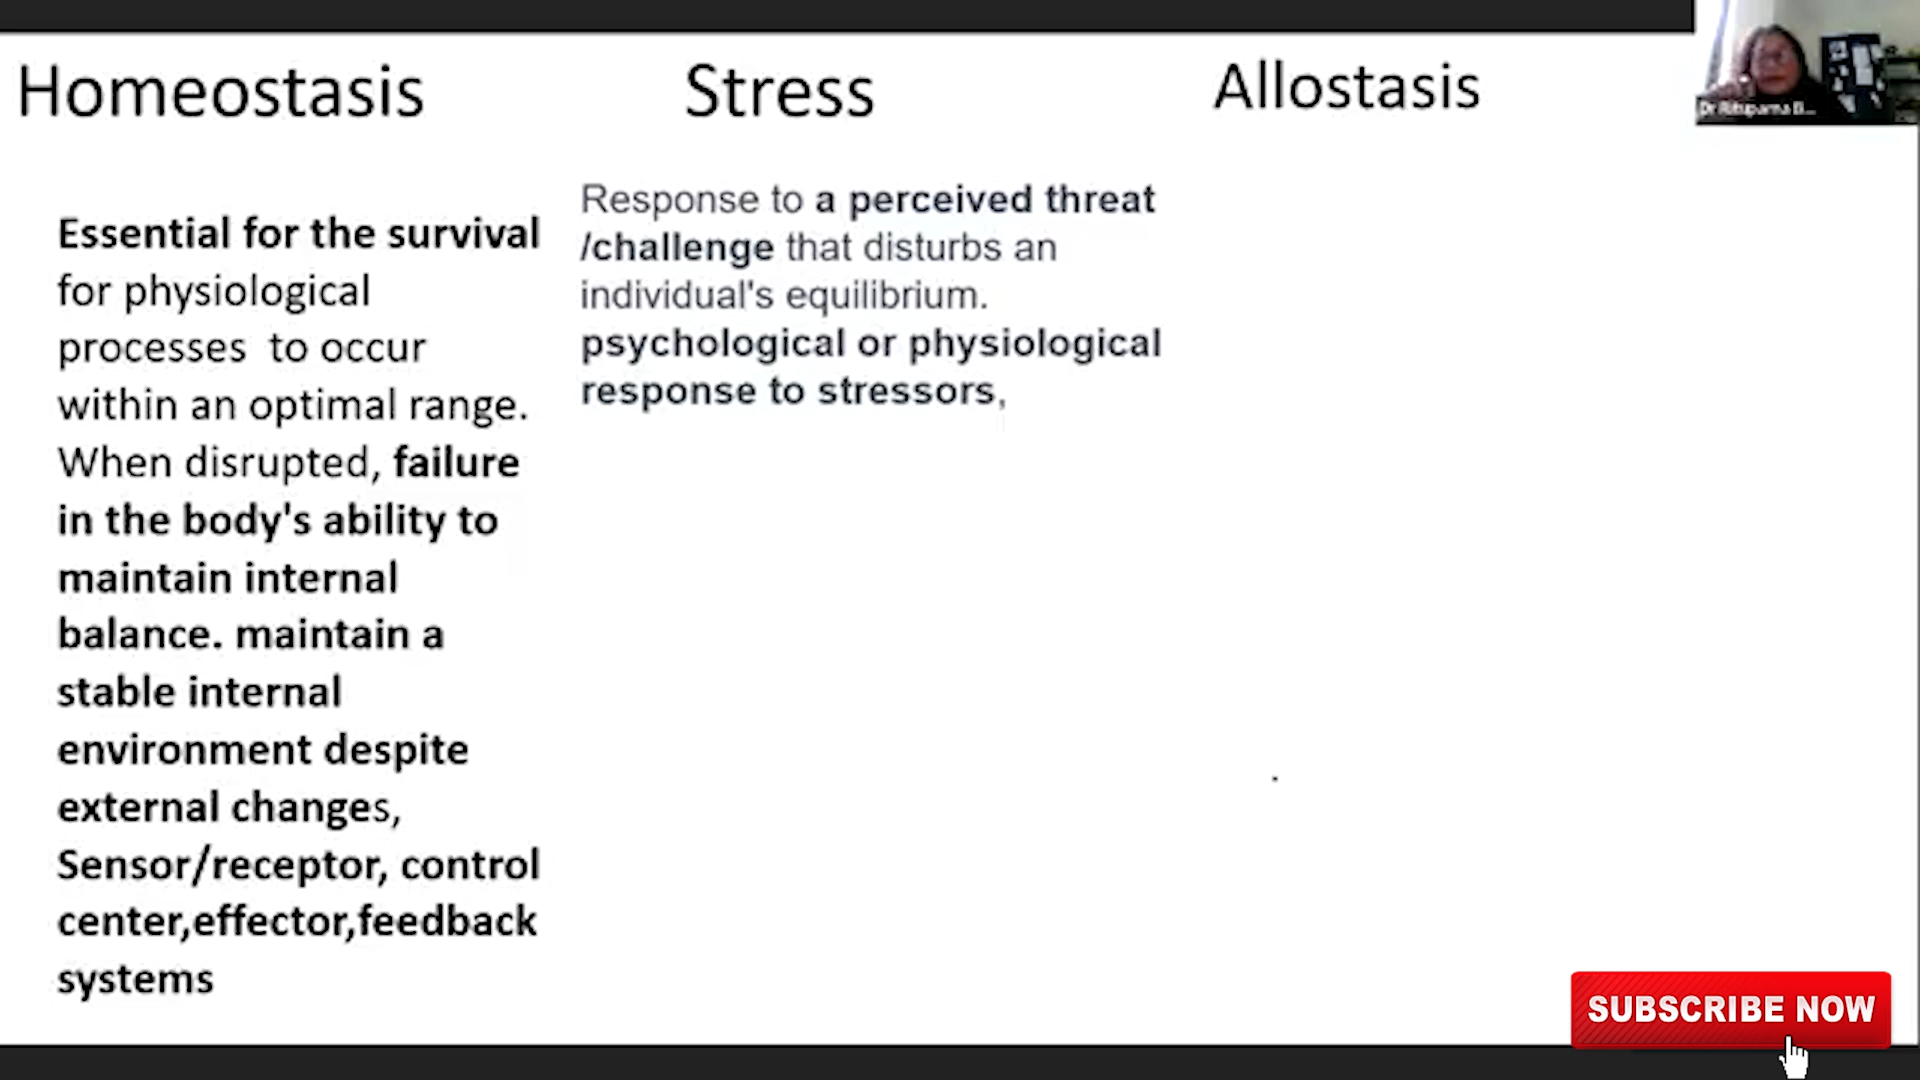 Homeostasis
Stress
Allostasis
Essential for the survival
for physiological
processes to occur
within an optimal range.
When disrupted, failure
in the body's ability to
maintain internal
balance. maintain a
stable internal
environment despite
external changes,
Sensor/receptor, control
center,effector,feedback
systems
Response to a perceived threat
/challenge that disturbs an
individual's equilibrium.
psychological or physiological
response to stressors,
Dr Rituparna B...
SUBSCRIBE NOW